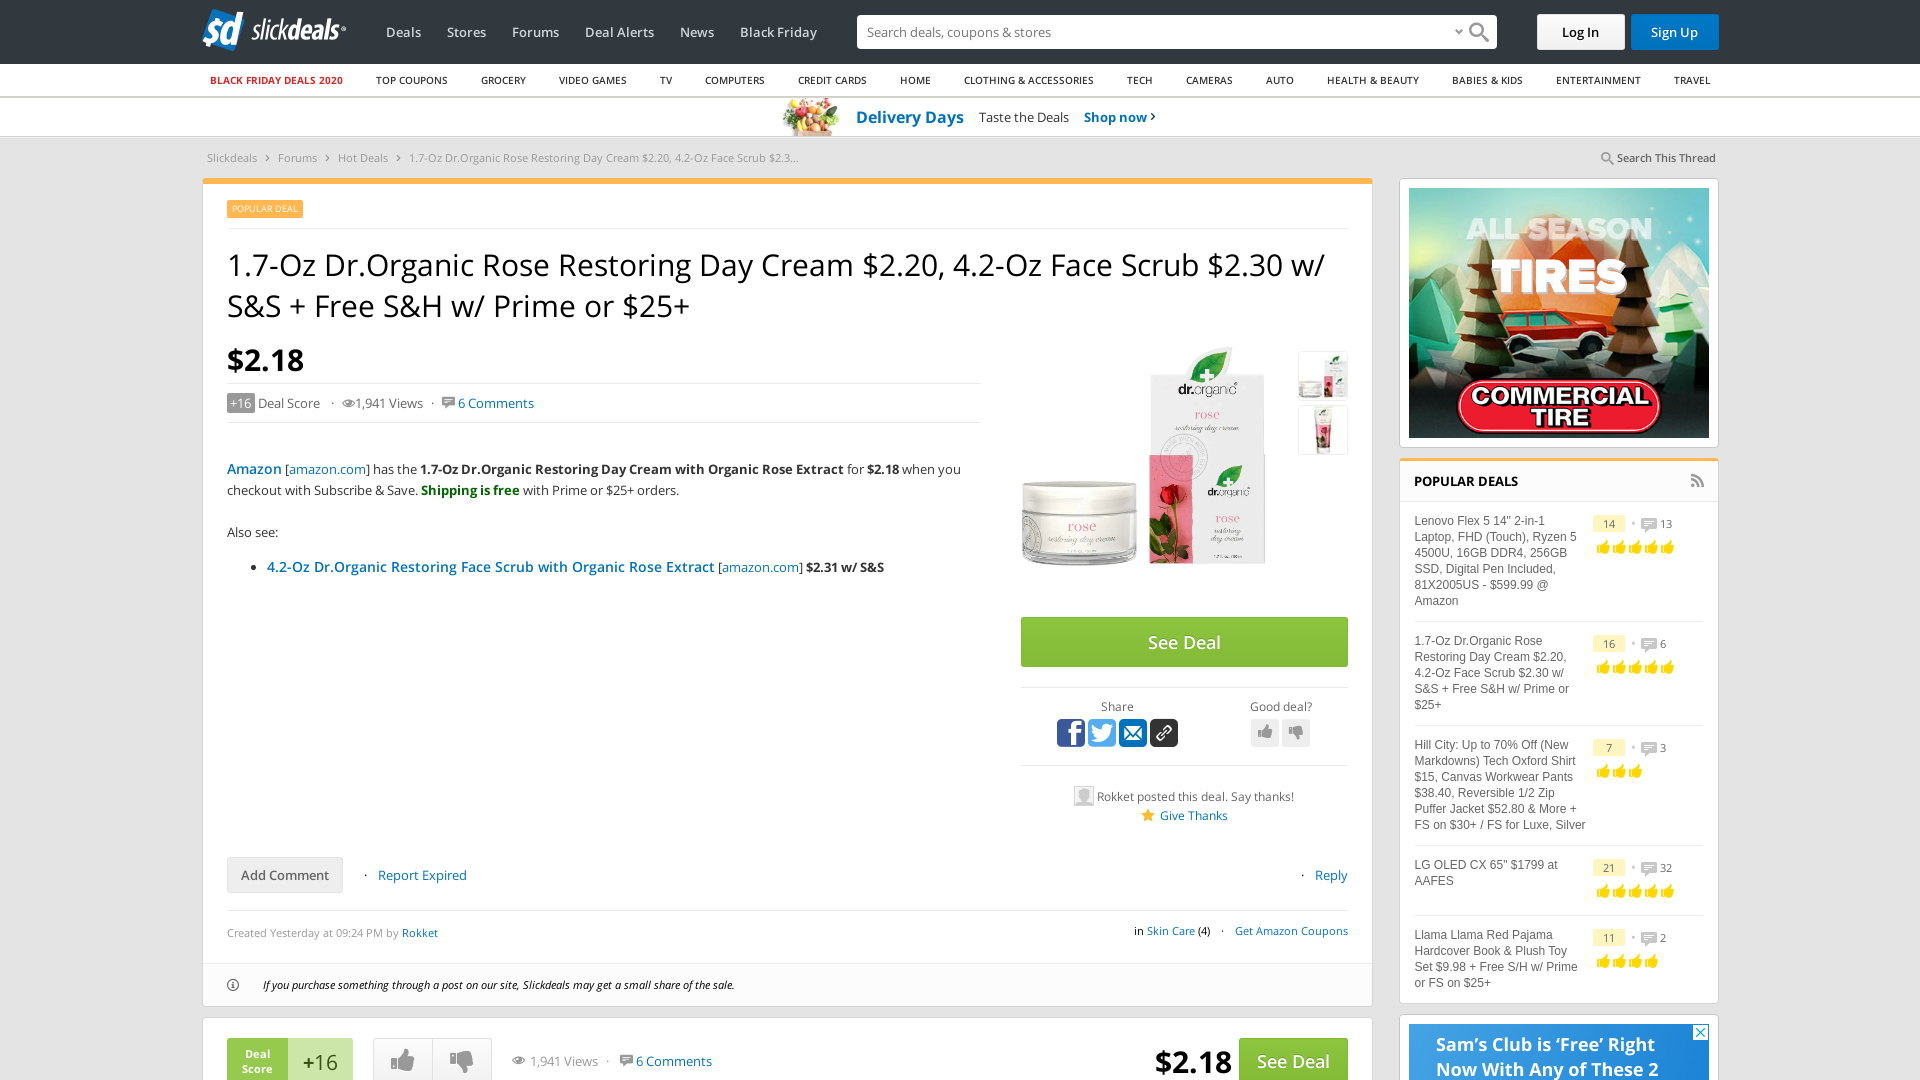 slickdeals
Deals Stores Forums Deal Alerts News Black Friday Search deals, coupons & shops Log In Sign Up
BLACK FRIDAY DEALS 2020 TOP COUPONS GROCERY VIDEO GAMES TV COMPUTERS CREDIT CARDS HOME CLOTHING & ACCESSORIES TECH CAMERAS AUTO HEALTH & BEAUTY BABIES & KIDS ENTERTAINMENT TRAVEL
Delivery Days Taste the Deals Shop now
Slickdeals Forums Hot Deals 1.7-Oz Dr.Organic Rose Restoring Day Cream $2.20, 4.2-Oz Face Scrub $2.3...
Search This Thread
POPULAR DEAL
1.7-Oz Dr.Organic Rose Restoring Day Cream $2.20, 4.2-Oz Face Scrub $2.30 w/
S&S + Free S&H w/ Prime or $25+
$2.18
+16 Deal Score · 1,941 Views · 6 Comments
Amazon [amazon.com] has the 1.7-Oz Dr.Organic Restoring Day Cream with Organic Rose Extract for $2.18 when you
checkout with Subscribe & Save. Shipping is free with Prime or $25+ orders.
Also see:
• 4.2-Oz Dr.Organic Restoring Face Scrub with Organic Rose Extract [amazon.com] $2.31 w/ S&S
dr.organic
rose
restoring day cream
dr.organic
rose
restoring
day cream
rose
restoring day cream
See Deal
Share
Good deal?
Rokket posted this deal. Say thanks!
Give Thanks
Add Comment · Report Expired
· Reply
Created Yesterday at 09:24 PM by Rokket
in Skin Care (4) · Get Amazon Coupons
If you purchase something through a post on our site, Slickdeals may get a small share of the sale.
Deal
Score
+16
1,941 Views · 6 Comments
$2.18 See Deal
ALL SEASON
TIRES
COMMERCIAL
TIRE
POPULAR DEALS
Lenovo Flex 5 14" 2-in-1
Laptop, FHD (Touch), Ryzen 5
4500U, 16GB DDR4, 256GB
SSD, Digital Pen Included,
81X2005US - $599.99 @
Amazon
14 • 13
1.7-Oz Dr.Organic Rose
Restoring Day Cream $2.20,
4.2-Oz Face Scrub $2.30 w/
S&S + Free S&H w/ Prime or
$25+
16 • 6
Hill City: Up to 70% Off (New
Markdowns) Tech Oxford Shirt
$15, Canvas Workwear Pants
$38.40, Reversible 1/2 Zip
Puffer Jacket $52.80 & More +
FS on $30+ / FS for Luxe, Silver
7 • 3
LG OLED CX 65" $1799 at
AAFES
21 • 32
Llama Llama Red Pajama
Hardcover Book & Plush Toy
Set $9.98 + Free S/H w/ Prime
or FS on $25+
11 • 2
Sam's Club is 'Free' Right
Now With Any of These 2